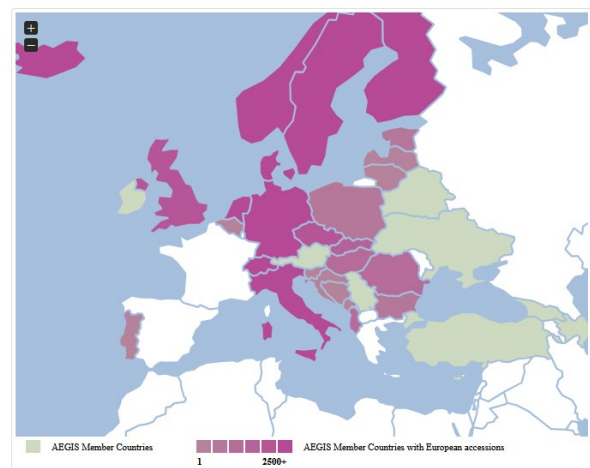 +
−
AEGIS Member Countries
AEGIS Member Countries with European accessions
1 2500+